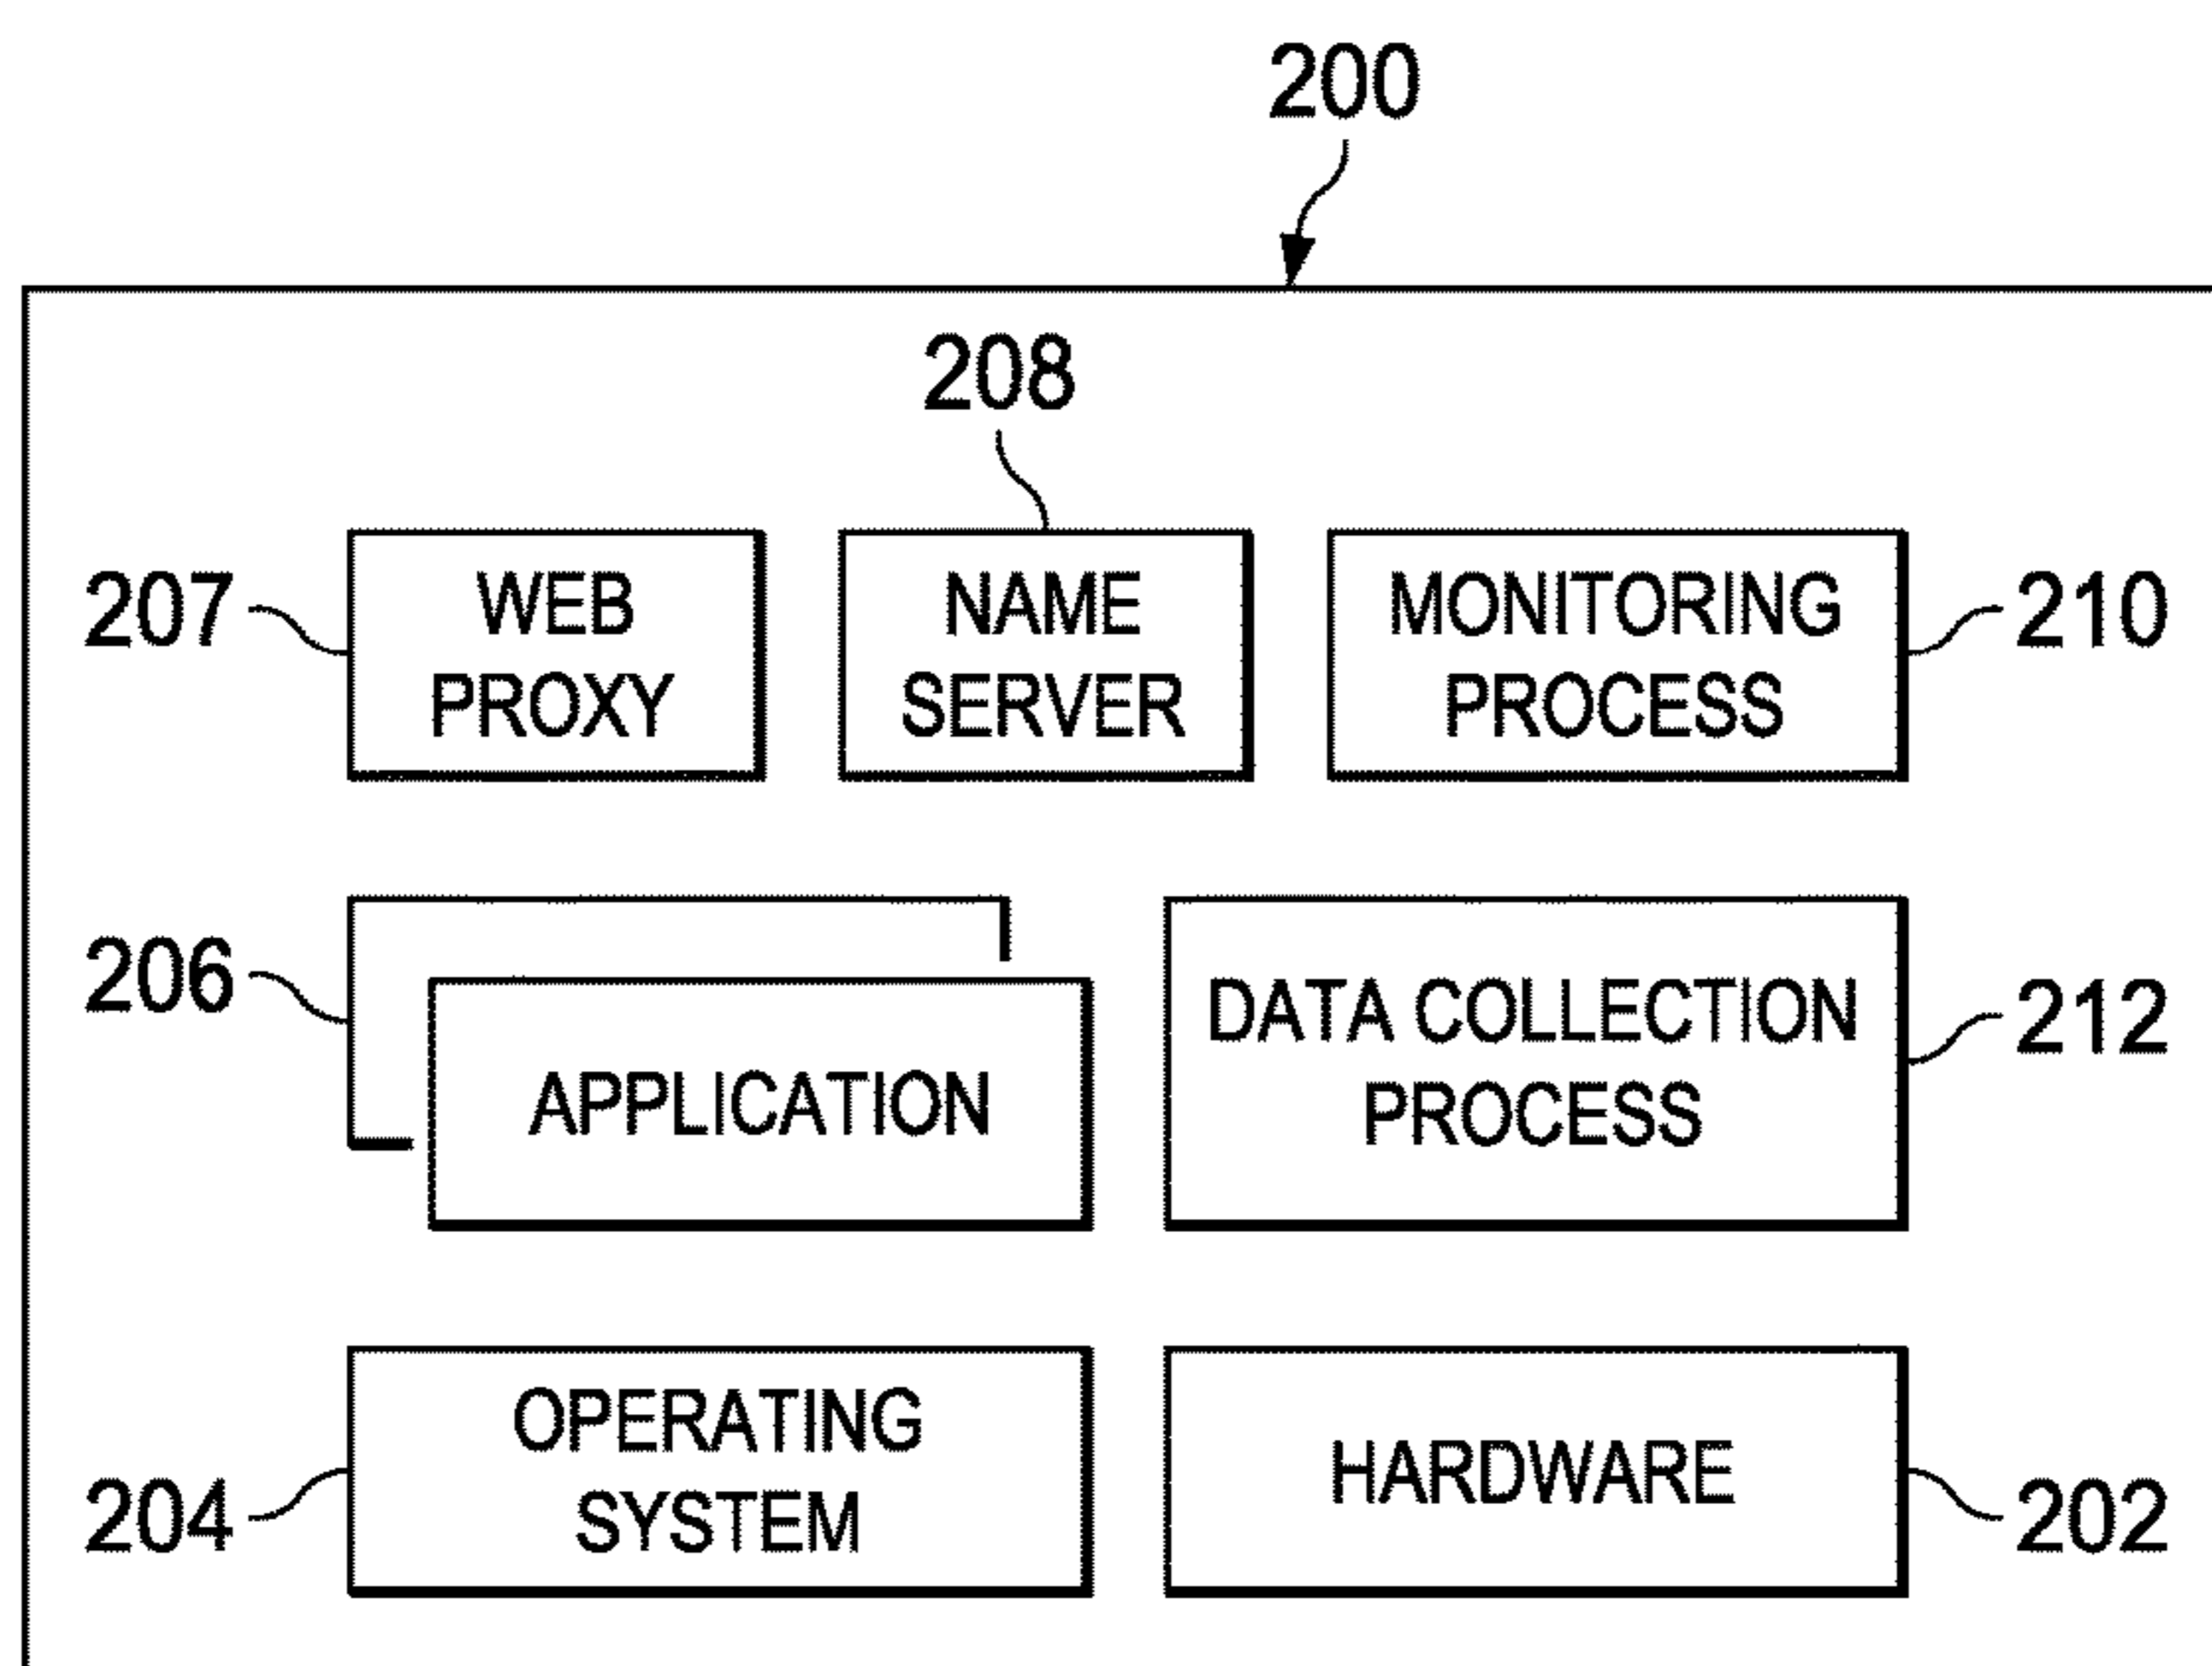 200
208
207
WEB
PROXY
NAME
SERVER
MONITORING
PROCESS
210
206
APPLICATION
DATA COLLECTION
PROCESS
212
204
OPERATING
SYSTEM
HARDWARE
202